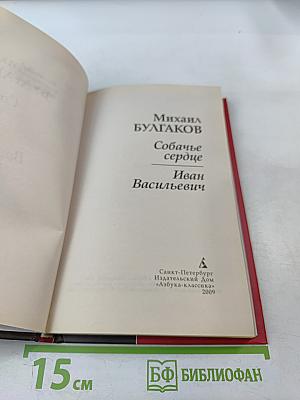 Михаил
БУЛГАКОВ
Собачье
сердце
Иван
Васильевич
Санкт-Петербург
Издательский Дом
«Азбука-классика»
2009
15 см
БФ БИБЛИОФАН